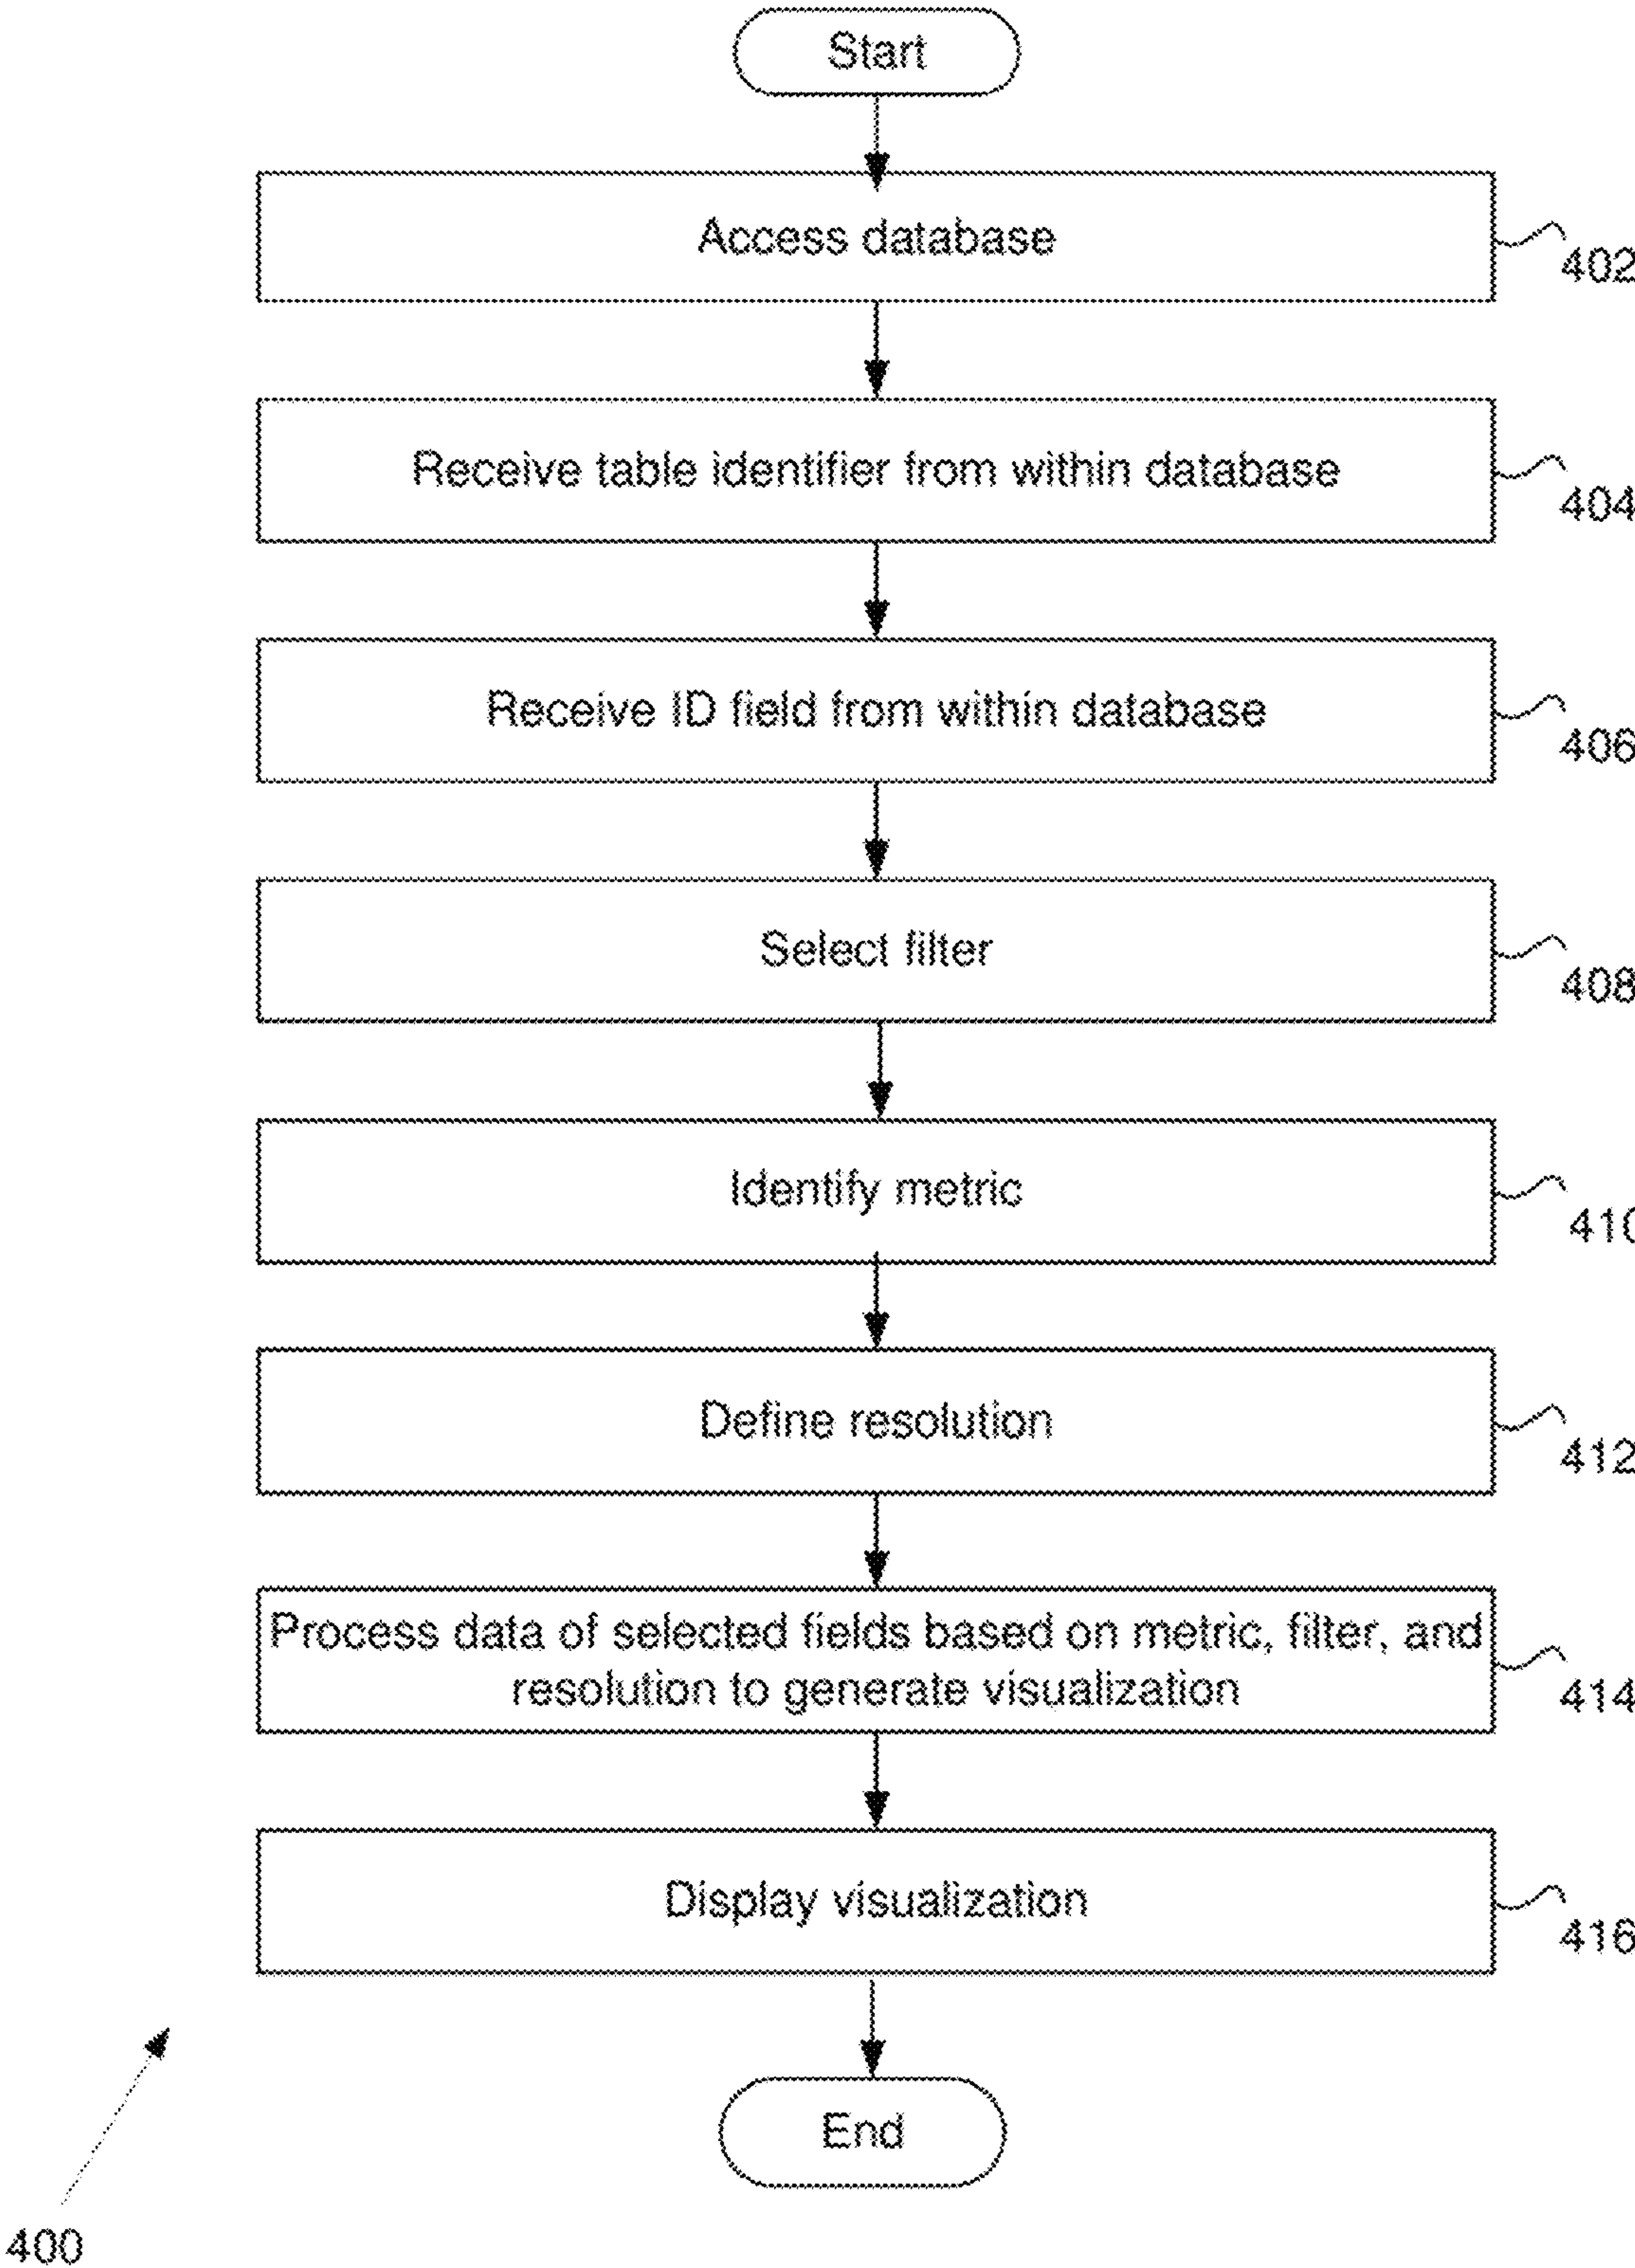 Start
Access database
402
Receive table identifier from within database
404
Receive ID field from within database
406
Select filter
408
Identify metric
410
Define resolution
412
Process data of selected fields based on metric, filter, and
resolution to generate visualization
414
Display visualization
416
End
400